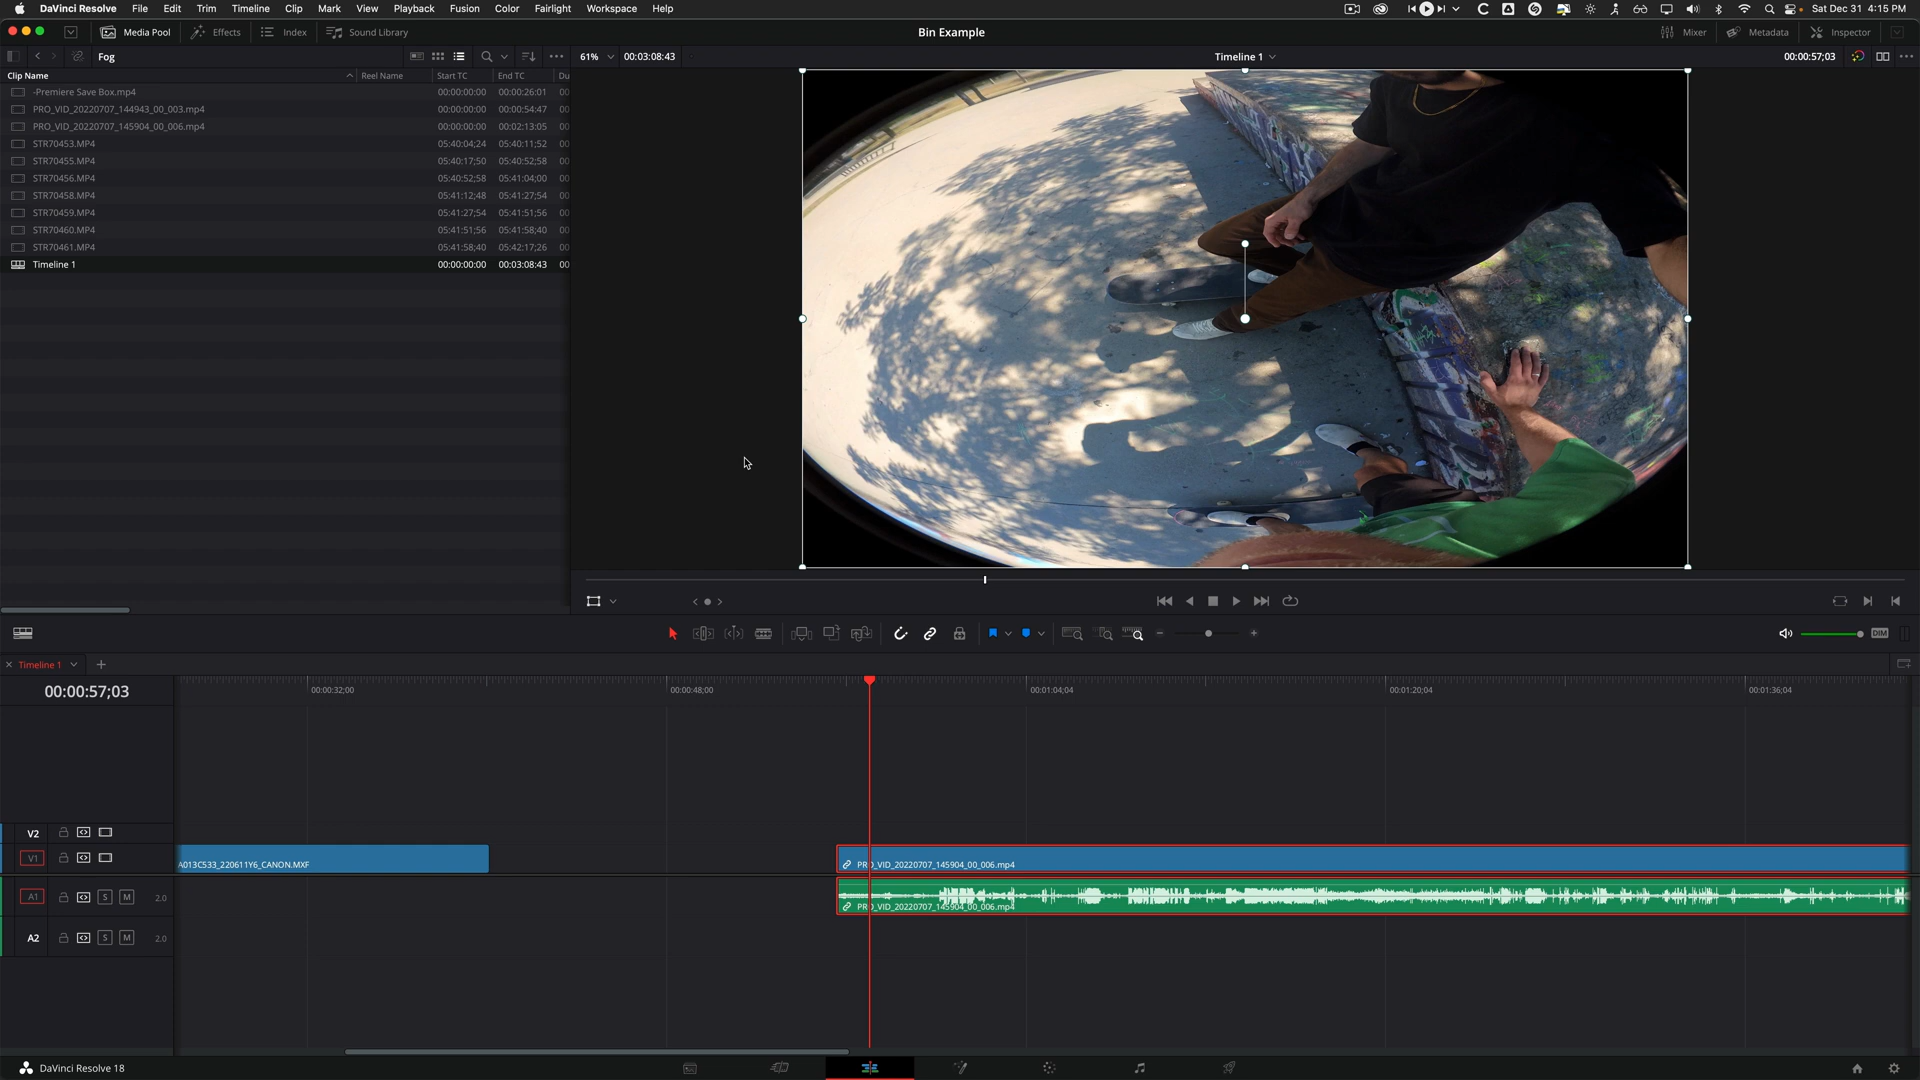 DaVinci Resolve File Edit Trim Timeline Clip Mark View Playback Fusion Color Fairlight Workspace Help Sat Dec 31 4:15 PM
Media Pool Effects Index Sound Library Bin Example Mixer Metadata Inspector
Fog 61% 00:03:08:43 Timeline 1 00:00:57;03
Clip Name Reel Name Start TC End TC Du
-Premiere Save Box.mp4 00:00:00:00 00:00:26:01 00
PRO_VID_20220707_144943_00_003.mp4 00:00:00:00 00:00:54:47 00
PRO_VID_20220707_145904_00_006.mp4 00:00:00:00 00:02:13:05 00
STR70453.MP4 05:40:04;24 05:40:11;52 00
STR70455.MP4 05:40:17;50 05:40:52;58 00
STR70456.MP4 05:40:52;58 05:41:04;00 00
STR70458.MP4 05:41:12;48 05:41:27;54 00
STR70459.MP4 05:41:27;54 05:41:51;56 00
STR70460.MP4 05:41:51;56 05:41:58;40 00
STR70461.MP4 05:41:58;40 05:42:17;26 00
Timeline 1 00:00:00:00 00:03:08:43 00
DIM
Timeline 1
00:00:57;03 00:00:32;00 00:00:48;00 00:01:04;04 00:01:20;04 00:01:36;04
V2
V1 A013C533_220611Y6_CANON.MXF PRO_VID_20220707_145904_00_006.mp4
A1 S M 2.0 PRO_VID_20220707_145904_00_006.mp4
A2 S M 2.0
DaVinci Resolve 18